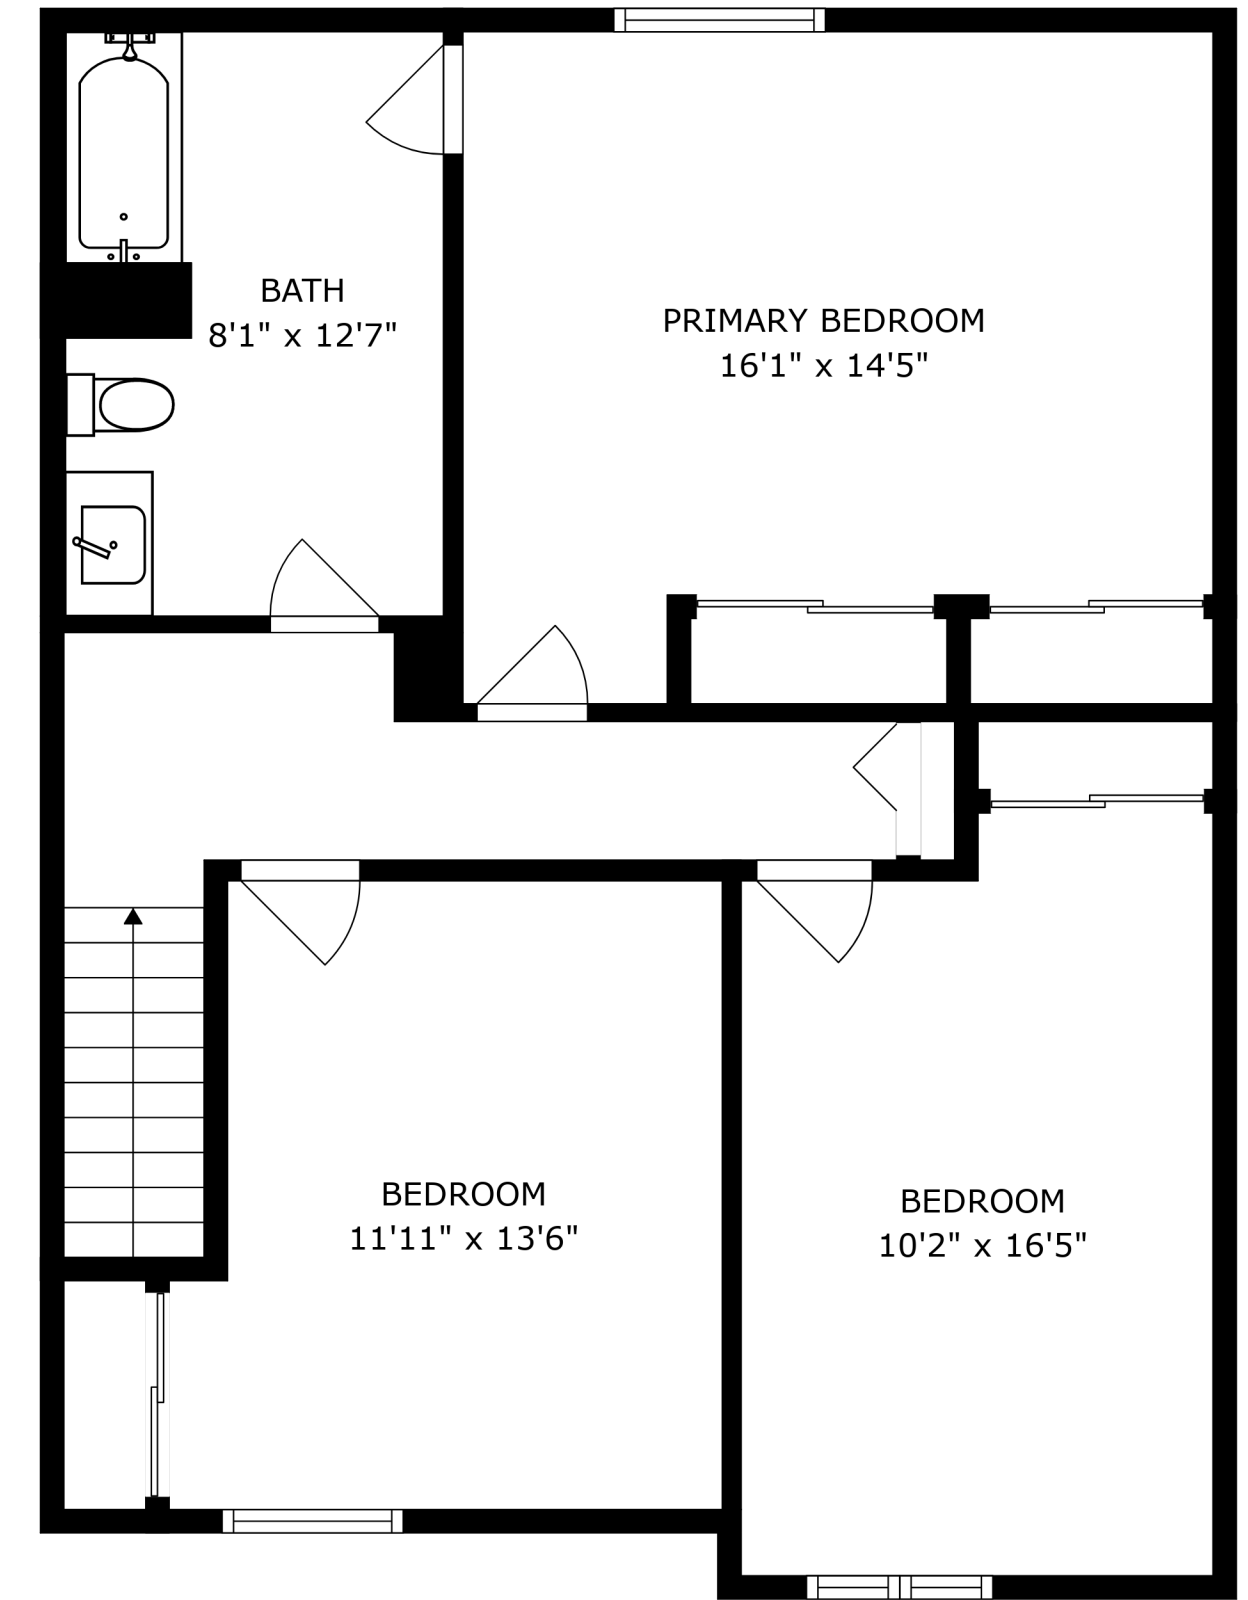 BATH
8'1" x 12'7"
PRIMARY BEDROOM
16'1" x 14'5"
BEDROOM
11'11" x 13'6"
BEDROOM
10'2" x 16'5"